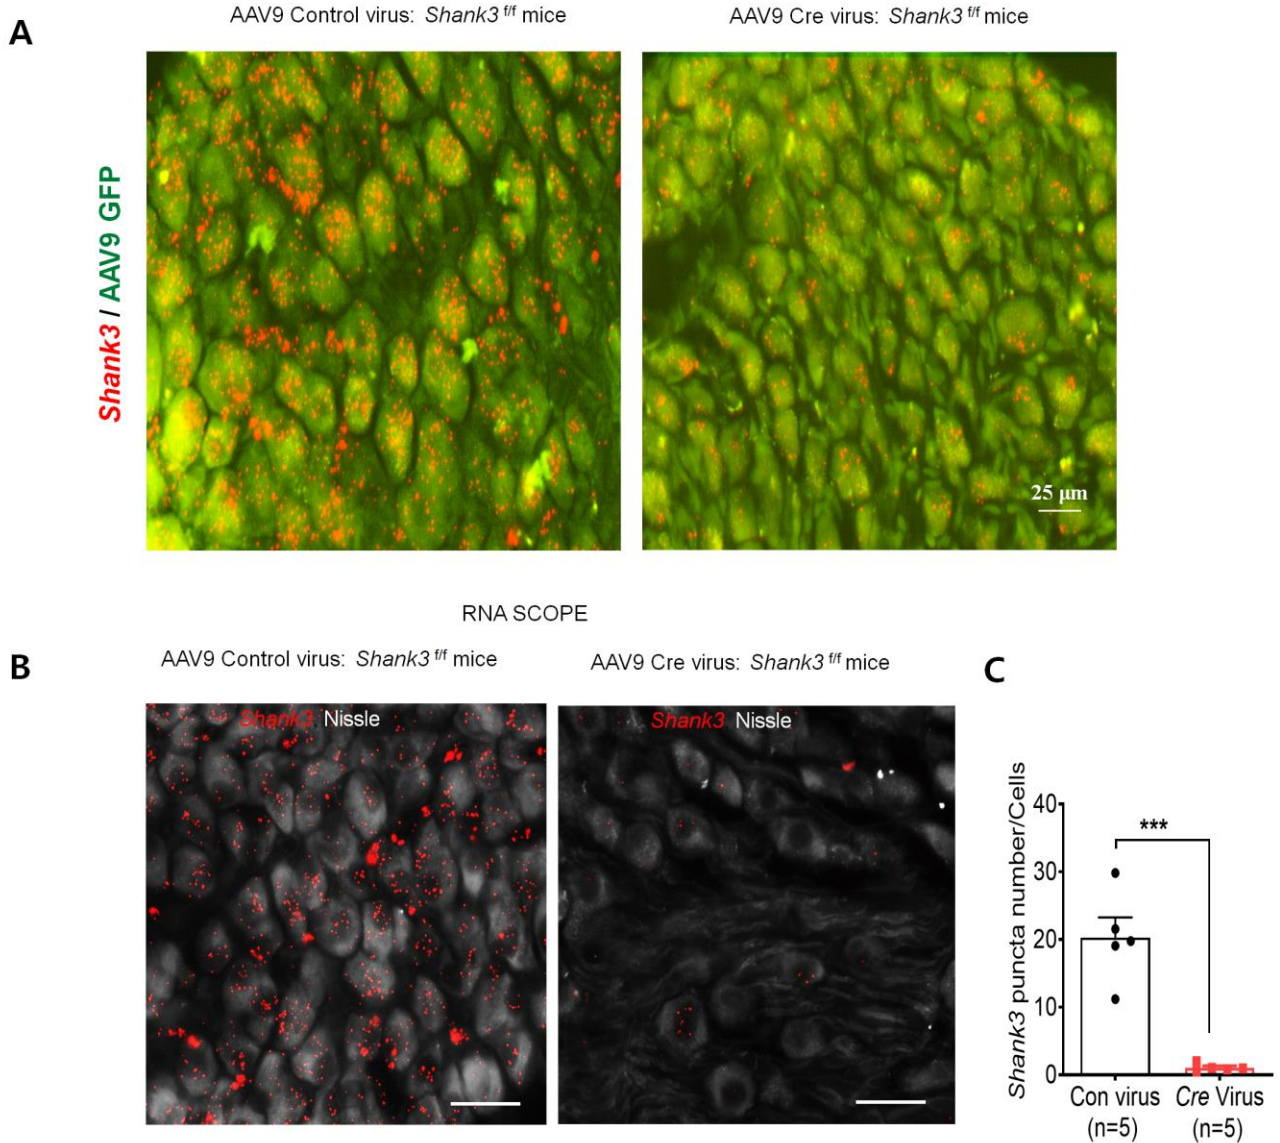 A
AAV9 Control virus: Shank3 f/f mice
AAV9 Cre virus: Shank3 f/f mice
Shank3 / AAV9 GFP
25 µm
RNA SCOPE
B
AAV9 Control virus: Shank3 f/f mice
AAV9 Cre virus: Shank3 f/f mice
C
Shank3 Nissle
Shank3 Nissle
Shank3 puncta number/Cells
40
30
20
10
0
***
Con virus
(n=5)
Cre Virus
(n=5)